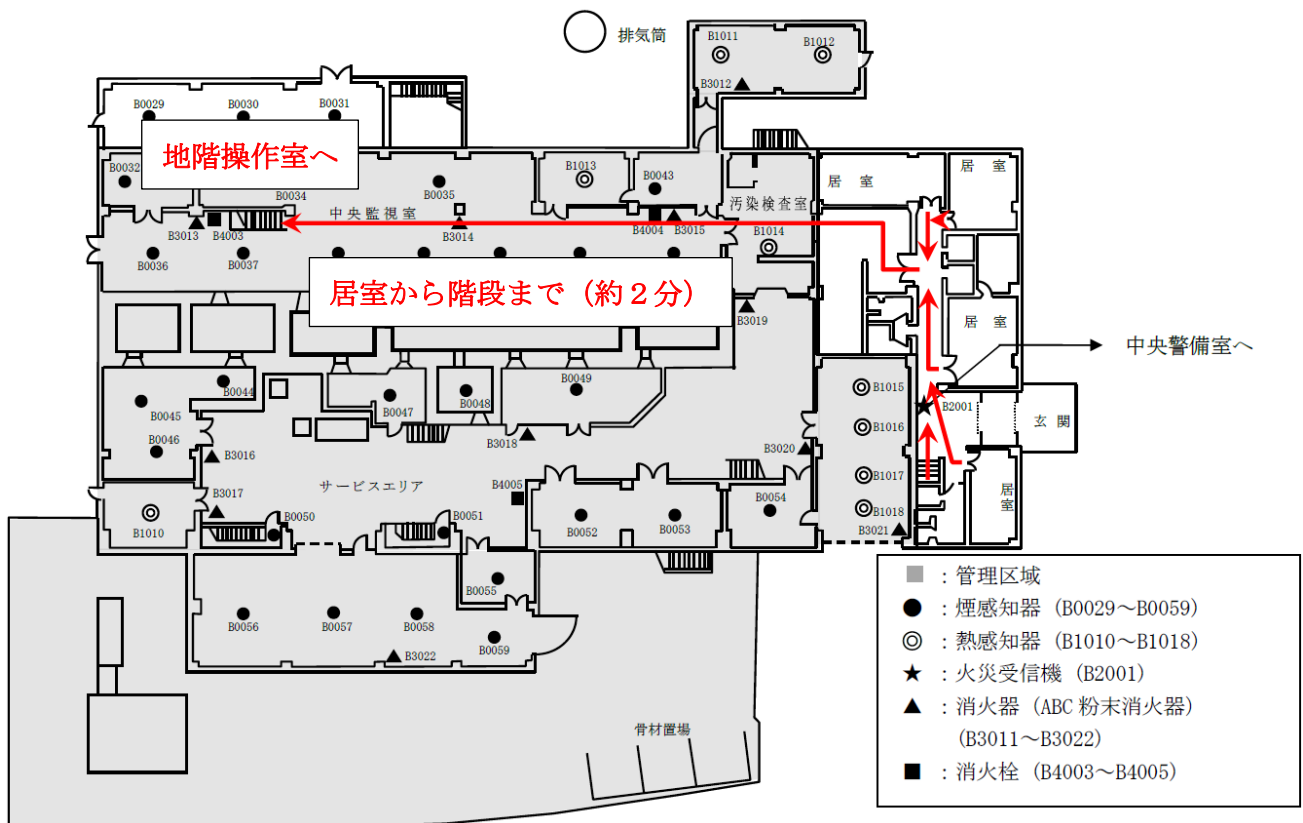 排気筒
B1011
B1012
B3012
B0029
B0030
B0031
地階操作室へ
B0032
B0034
B0035
B1013
B0043
汚染検査室
居 室
居 室
中央監視室
B3013
B4003
B3014
B4004
B3015
B1014
B0036
B0037
居室から階段まで（約２分）
B3019
居 室
中央警備室へ
B0044
B0045
B0046
B0047
B0048
B0049
B1015
B2001
B1016
玄 関
B3018
B3020
B3016
サービスエリア
B4005
B1017
B3017
B0054
居室
B1018
B1010
B0050
B0051
B0052
B0053
B3021
B0055
B0056
B0057
B0058
B0059
B3022
骨材置場
：管理区域
：煙感知器（B0029～B0059）
：熱感知器（B1010～B1018）
：火災受信機（B2001）
：消火器（ABC 粉末消火器）
（B3011～B3022）
：消火栓（B4003～B4005）